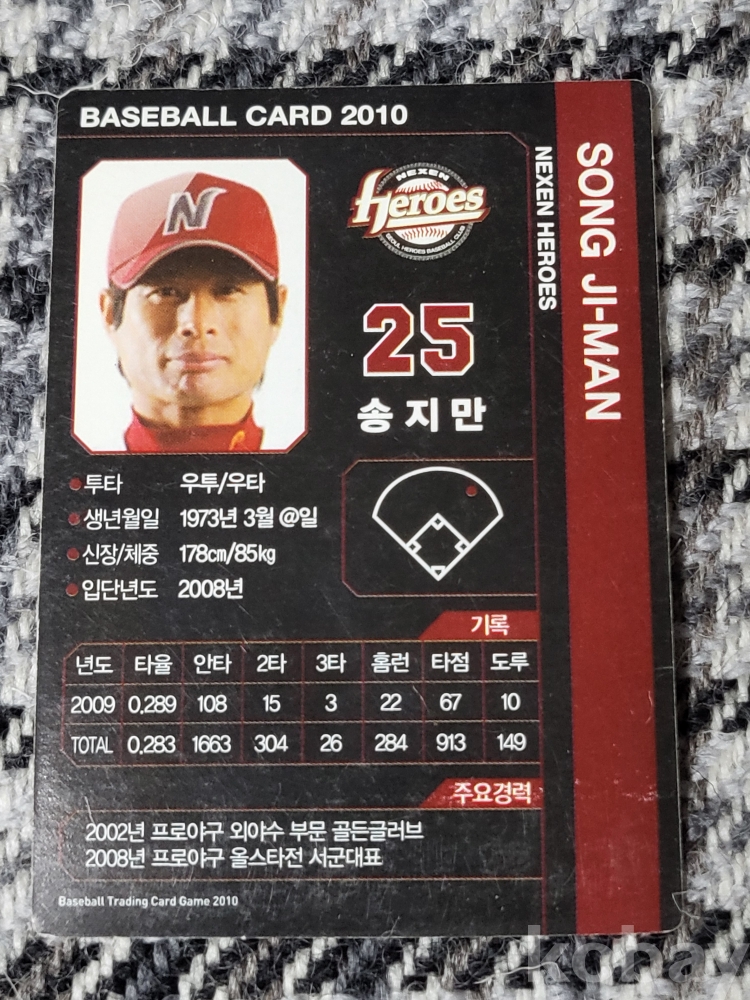 BASEBALL CARD 2010
SONG JI-MAN
NEXEN HEROES
N
NEXEN
Heroes
SEOUL HEROES BASEBALL CLUB
25
송지만
투타 우투/우타
생년월일 1973년 3월 @일
신장/체중 178cm/85kg
입단년도 2008년
기록
년도 타율 안타 2타 3타 홈런 타점 도루
2009 0.289 108 15 3 22 67 10
TOTAL 0.283 1663 304 26 284 913 149
주요경력
2002년 프로야구 외야수 부문 골든글러브
2008년 프로야구 올스타전 서군대표
Baseball Trading Card Game 2010
kobay